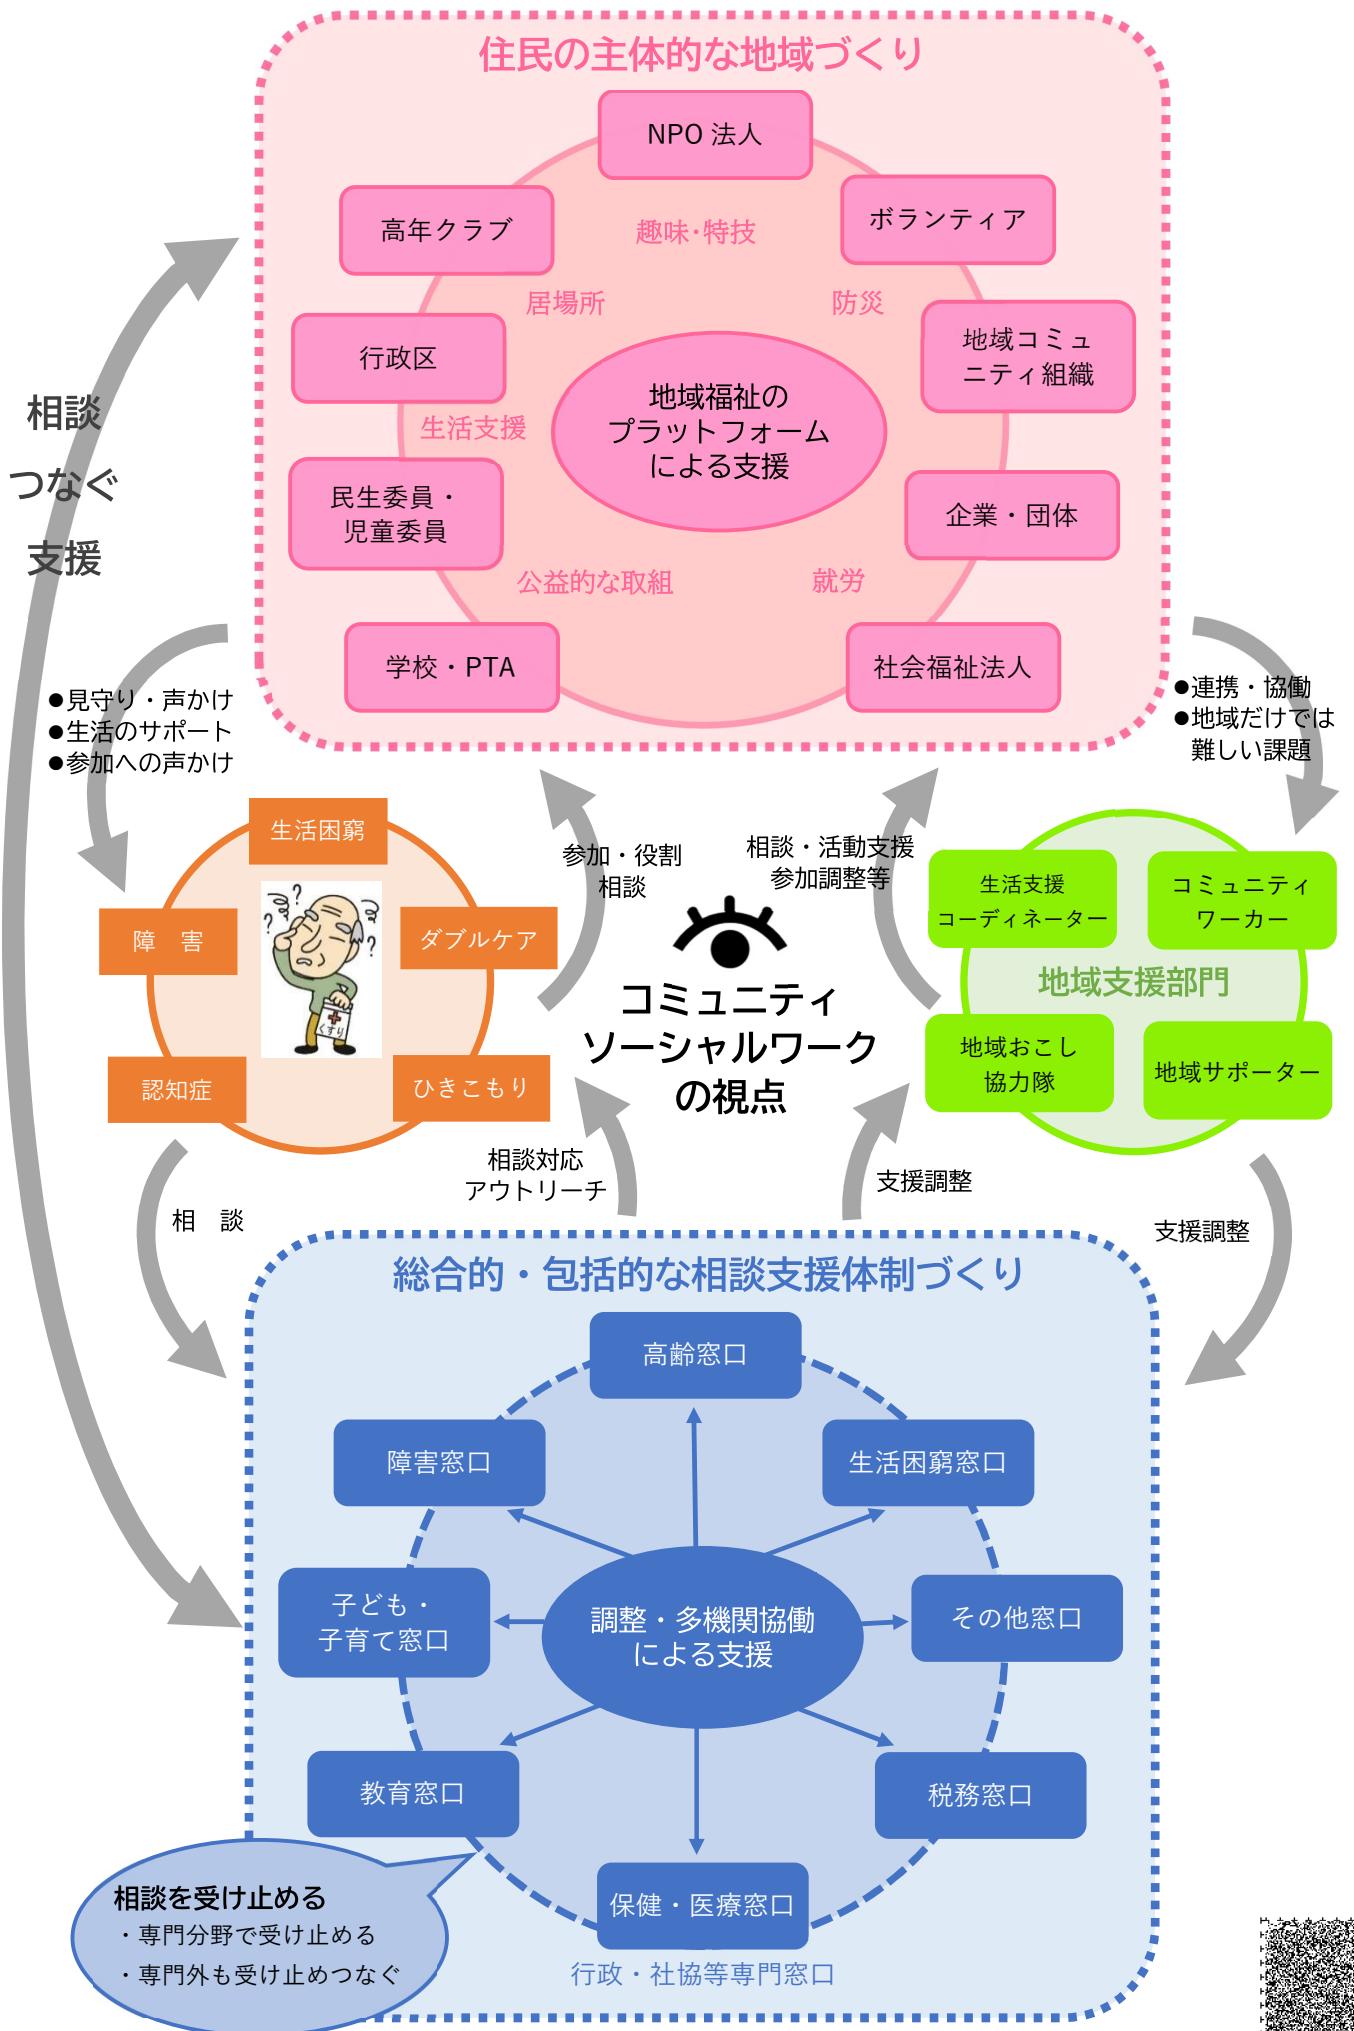 住民の主体的な地域づくり
NPO 法人
高年クラブ
ボランティア
趣味･特技
居場所
防災
行政区
地域コミュ
ニティ組織
地域福祉の
プラットフォーム
による支援
生活支援
民生委員・
児童委員
企業・団体
公益的な取組
就労
学校・PTA
社会福祉法人
相談
つなぐ
支援
●見守り・声かけ
●生活のサポート
●参加への声かけ
●連携・協働
●地域だけでは
難しい課題
生活困窮
障　害
ダブルケア
認知症
ひきこもり
?
?
?
?
くすり
参加・役割
相談
相談・活動支援
参加調整等
コミュニティ
ソーシャルワーク
の視点
生活支援
コーディネーター
コミュニティ
ワーカー
地域支援部門
地域おこし
協力隊
地域サポーター
相談対応
アウトリーチ
支援調整
相　談
支援調整
総合的・包括的な相談支援体制づくり
高齢窓口
障害窓口
生活困窮窓口
子ども・
子育て窓口
調整・多機関協働
による支援
その他窓口
教育窓口
税務窓口
保健・医療窓口
行政・社協等専門窓口
相談を受け止める
・専門分野で受け止める
・専門外も受け止めつなぐ